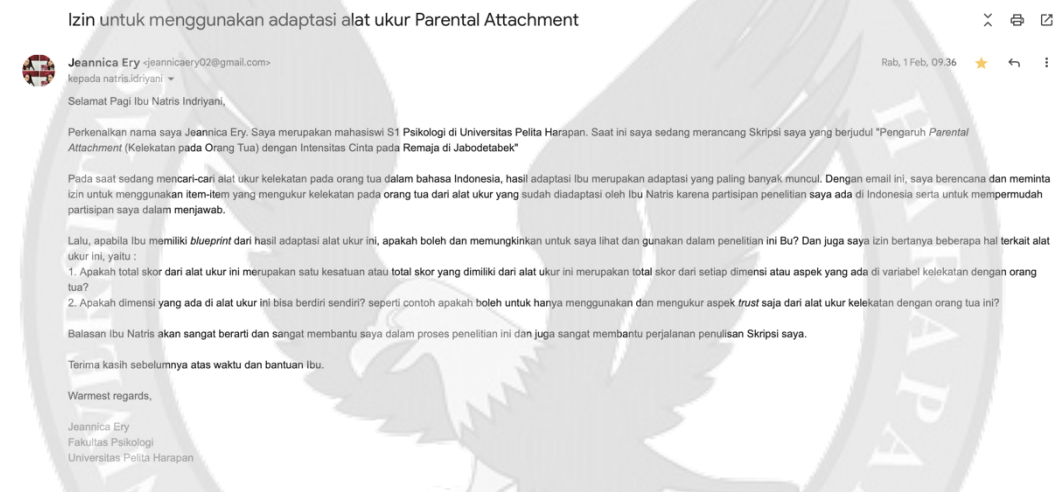 Izin untuk menggunakan adaptasi alat ukur Parental Attachment
Jeannica Ery <jeannicaery02@gmail.com>
Rab, 1 Feb, 09.36
kepada natris.idriyani
Selamat Pagi Ibu Natris Indriyani,
Perkenalkan nama saya Jeannica Ery. Saya merupakan mahasiswi S1 Psikologi di Universitas Pelita Harapan. Saat ini saya sedang merancang Skripsi saya yang berjudul "Pengaruh Parental
Attachment (Kelekatan pada Orang Tua) dengan Intensitas Cinta pada Remaja di Jabodetabek"
Pada saat sedang mencari-cari alat ukur kelekatan pada orang tua dalam bahasa Indonesia, hasil adaptasi Ibu merupakan adaptasi yang paling banyak muncul. Dengan email ini, saya berencana dan meminta
izin untuk menggunakan item-item yang mengukur kelekatan pada orang tua dari alat ukur yang sudah diadaptasi oleh Ibu Natris karena partisipan penelitian saya ada di Indonesia serta untuk mempermudah
partisipan saya dalam menjawab.
Lalu, apabila Ibu memiliki blueprint dari hasil adaptasi alat ukur ini, apakah boleh dan memungkinkan untuk saya lihat dan gunakan dalam penelitian ini Bu? Dan juga saya izin bertanya beberapa hal terkait alat
ukur ini, yaitu :
1. Apakah total skor dari alat ukur ini merupakan satu kesatuan atau total skor yang dimiliki dari alat ukur ini merupakan total skor dari setiap dimensi atau aspek yang ada di variabel kelekatan dengan orang
tua?
2. Apakah dimensi yang ada di alat ukur ini bisa berdiri sendiri? seperti contoh apakah boleh untuk hanya menggunakan dan mengukur aspek trust saja dari alat ukur kelekatan dengan orang tua ini?
Balasan Ibu Natris akan sangat berarti dan sangat membantu saya dalam proses penelitian ini dan juga sangat membantu perjalanan penulisan Skripsi saya.
Terima kasih sebelumnya atas waktu dan bantuan Ibu.
Warmest regards,
Jeannica Ery
Fakultas Psikologi
Universitas Pelita Harapan